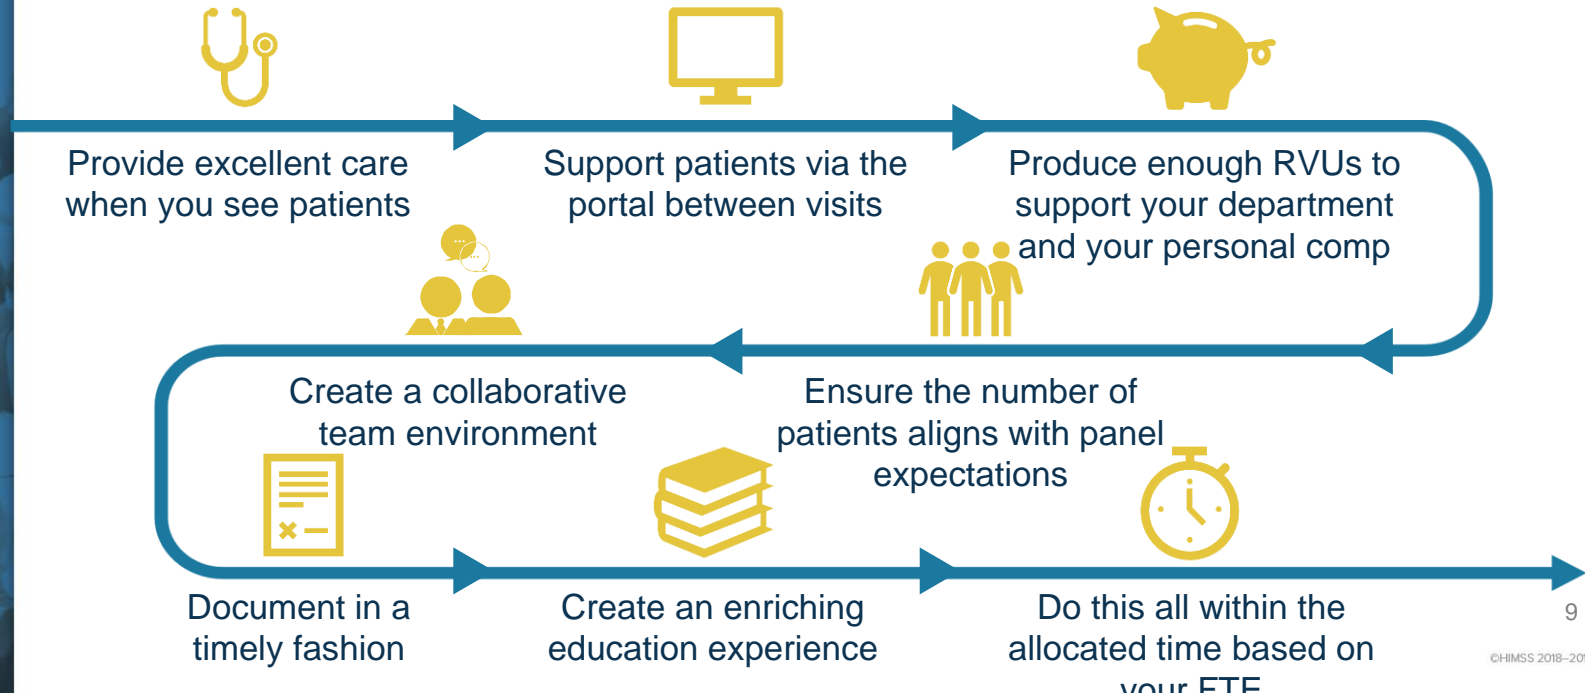 Provide excellent care
when you see patients
Support patients via the
portal between visits
Produce enough RVUs to
support your department
and your personal comp
Ensure the number of
patients aligns with panel
expectations
Create a collaborative
team environment
Document in a
timely fashion
Create an enriching
education experience
Do this all within the
allocated time based on
your FTE
9
©HIMSS 2018–201